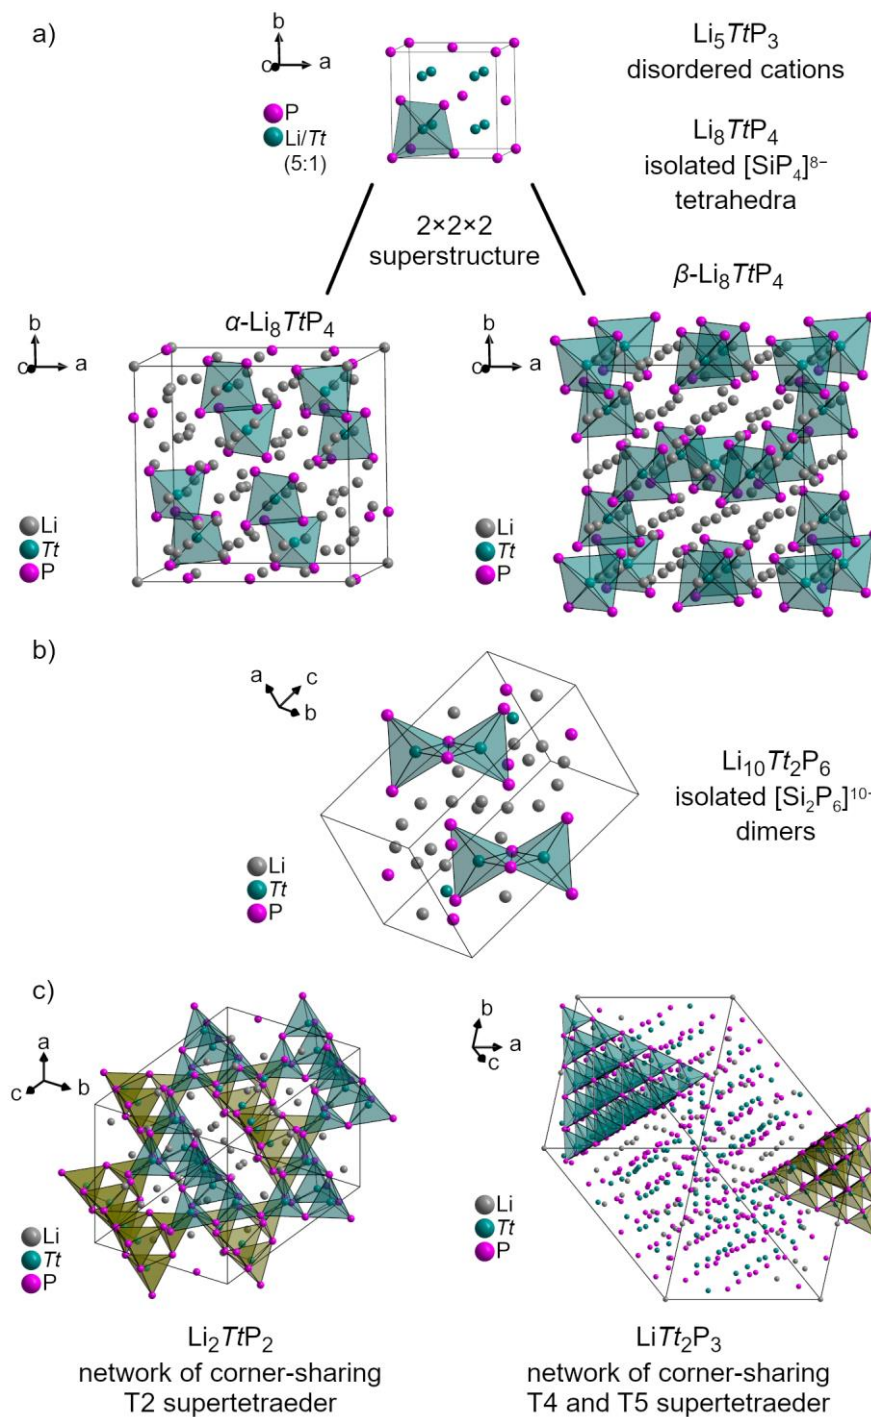 a)
b
c
a
P
Li/Tt
(5:1)
Li₅TtP₃
disordered cations
Li₈TtP₄
isolated [SiP₄]⁸⁻
tetrahedra
2×2×2
superstructure
α-Li₈TtP₄
b
c
a
Li
Tt
P
β-Li₈TtP₄
b
c
a
Li
Tt
P
b)
a
c
b
Li
Tt
P
Li₁₀Tt₂P₆
isolated [Si₂P₆]¹⁰⁻
dimers
c)
a
c
b
Li
Tt
P
Li₂TtP₂
network of corner-sharing
T2 supertetraeder
b
a
c
Li
Tt
P
LiTt₂P₃
network of corner-sharing
T4 and T5 supertetraeder